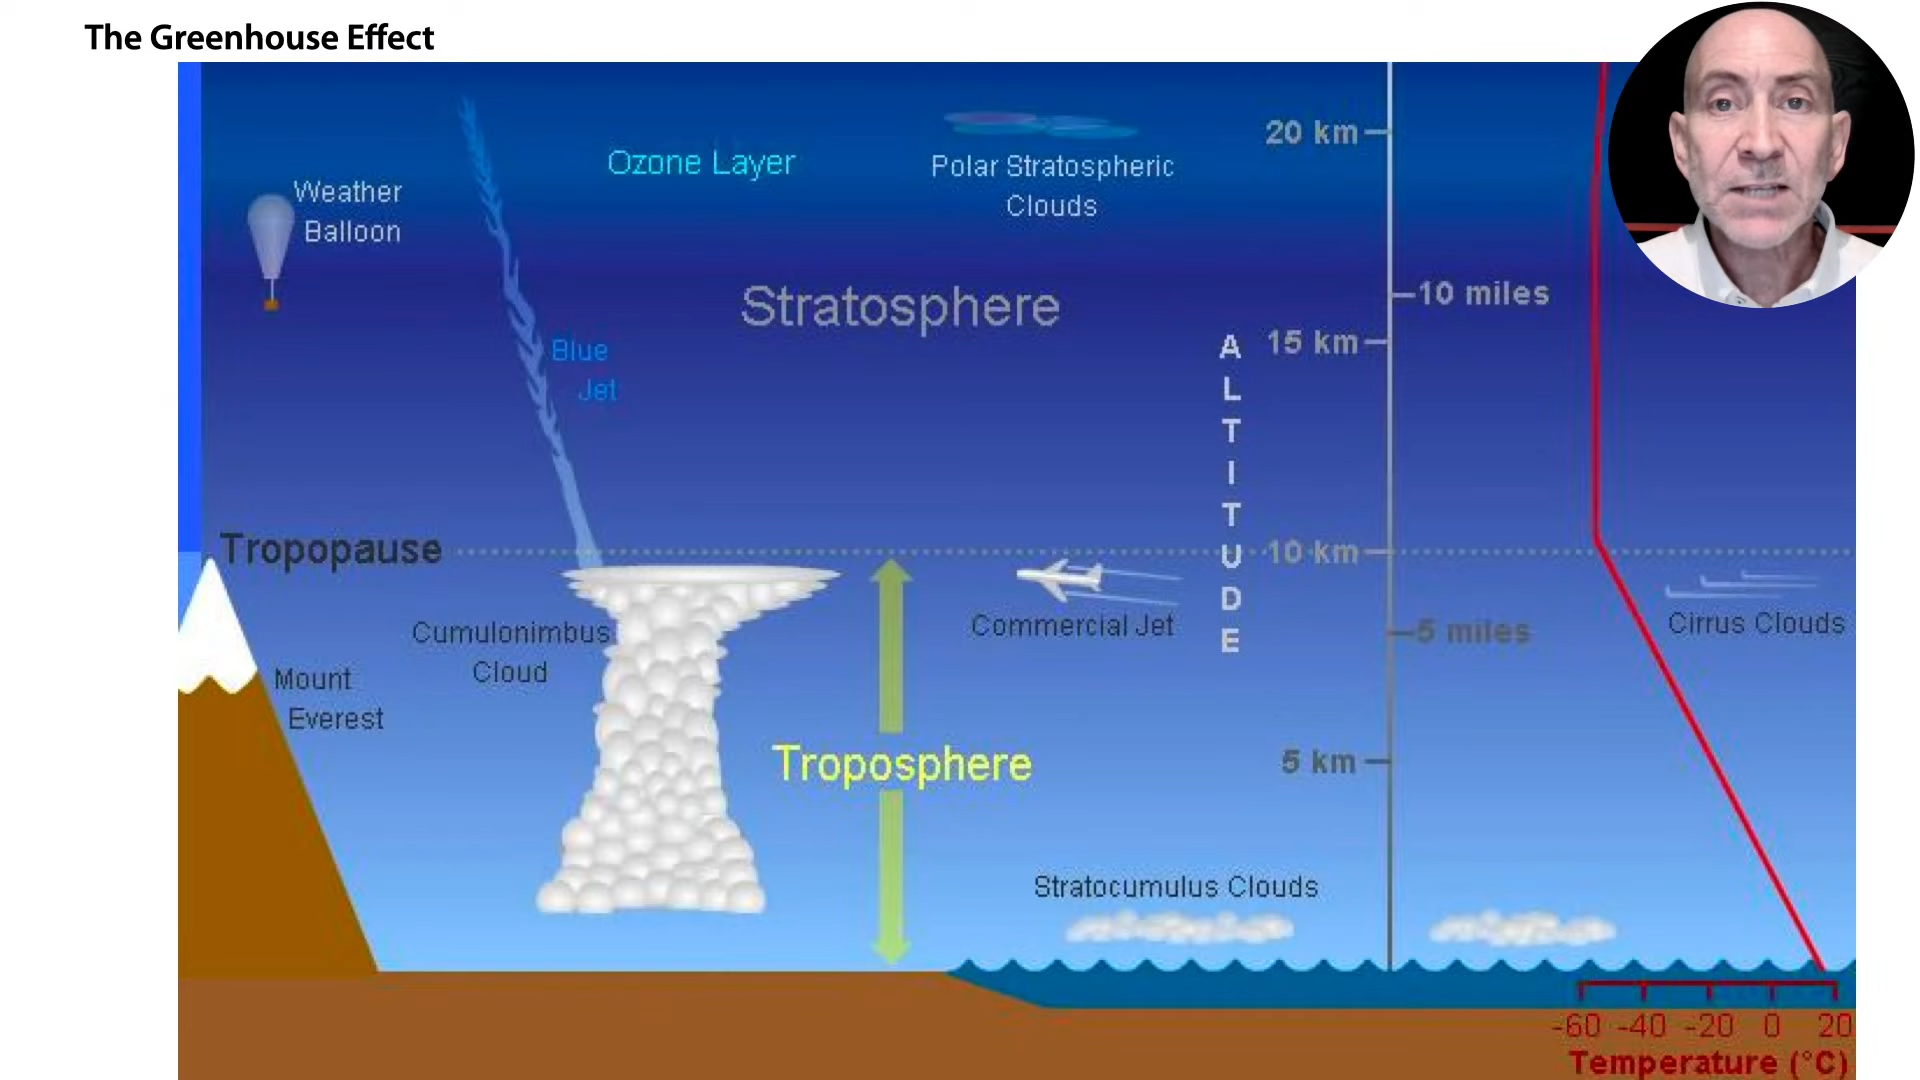 The Greenhouse Effect
20 km
Ozone Layer
Polar Stratospheric
Clouds
Weather
Balloon
10 miles
Stratosphere
15 km
Blue
Jet
A
L
T
I
T
U
D
E
Tropopause
10 km
Commercial Jet
5 miles
Cirrus Clouds
Cumulonimbus
Cloud
Mount
Everest
Troposphere
5 km
Stratocumulus Clouds
-60 -40 -20 0 20
Temperature (°C)